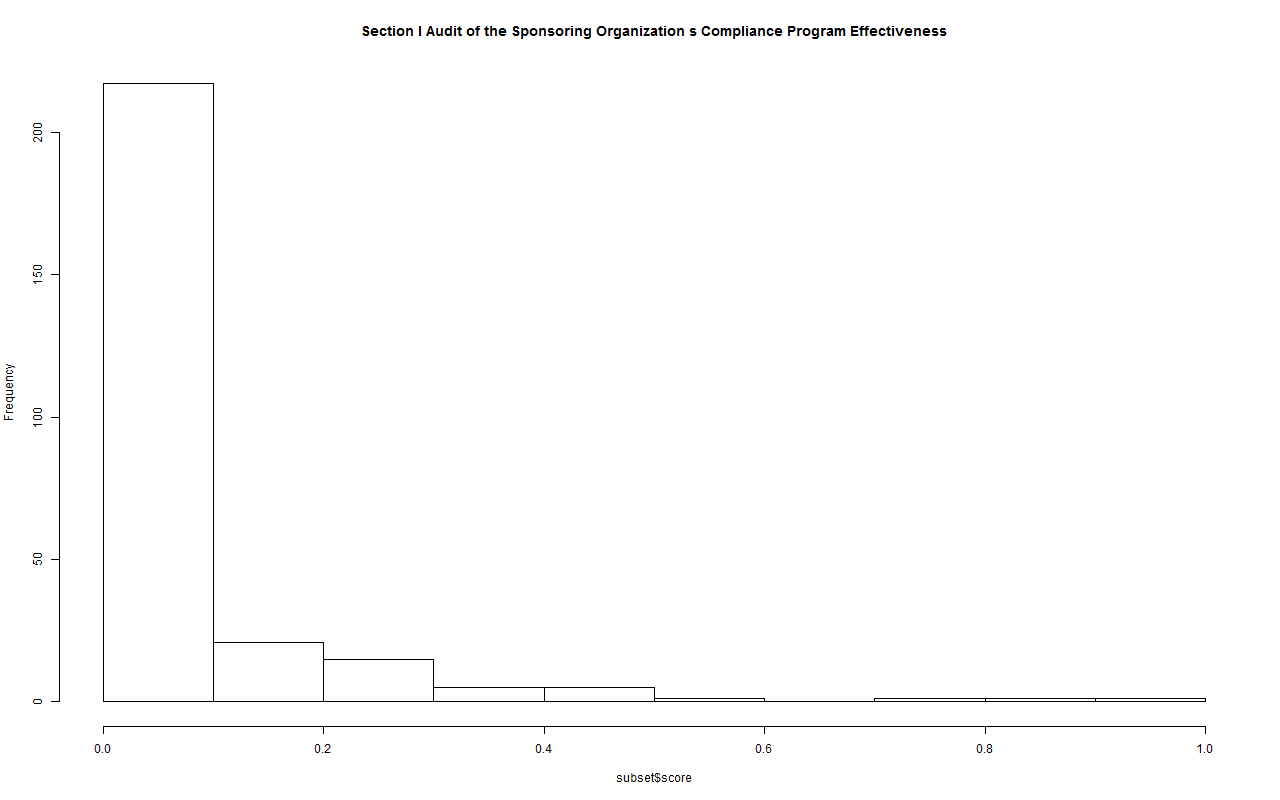 Section I Audit of the Sponsoring Organization s Compliance Program Effectiveness
Frequency
200
150
100
50
0
0.0 0.2 0.4 0.6 0.8 1.0
subset$score